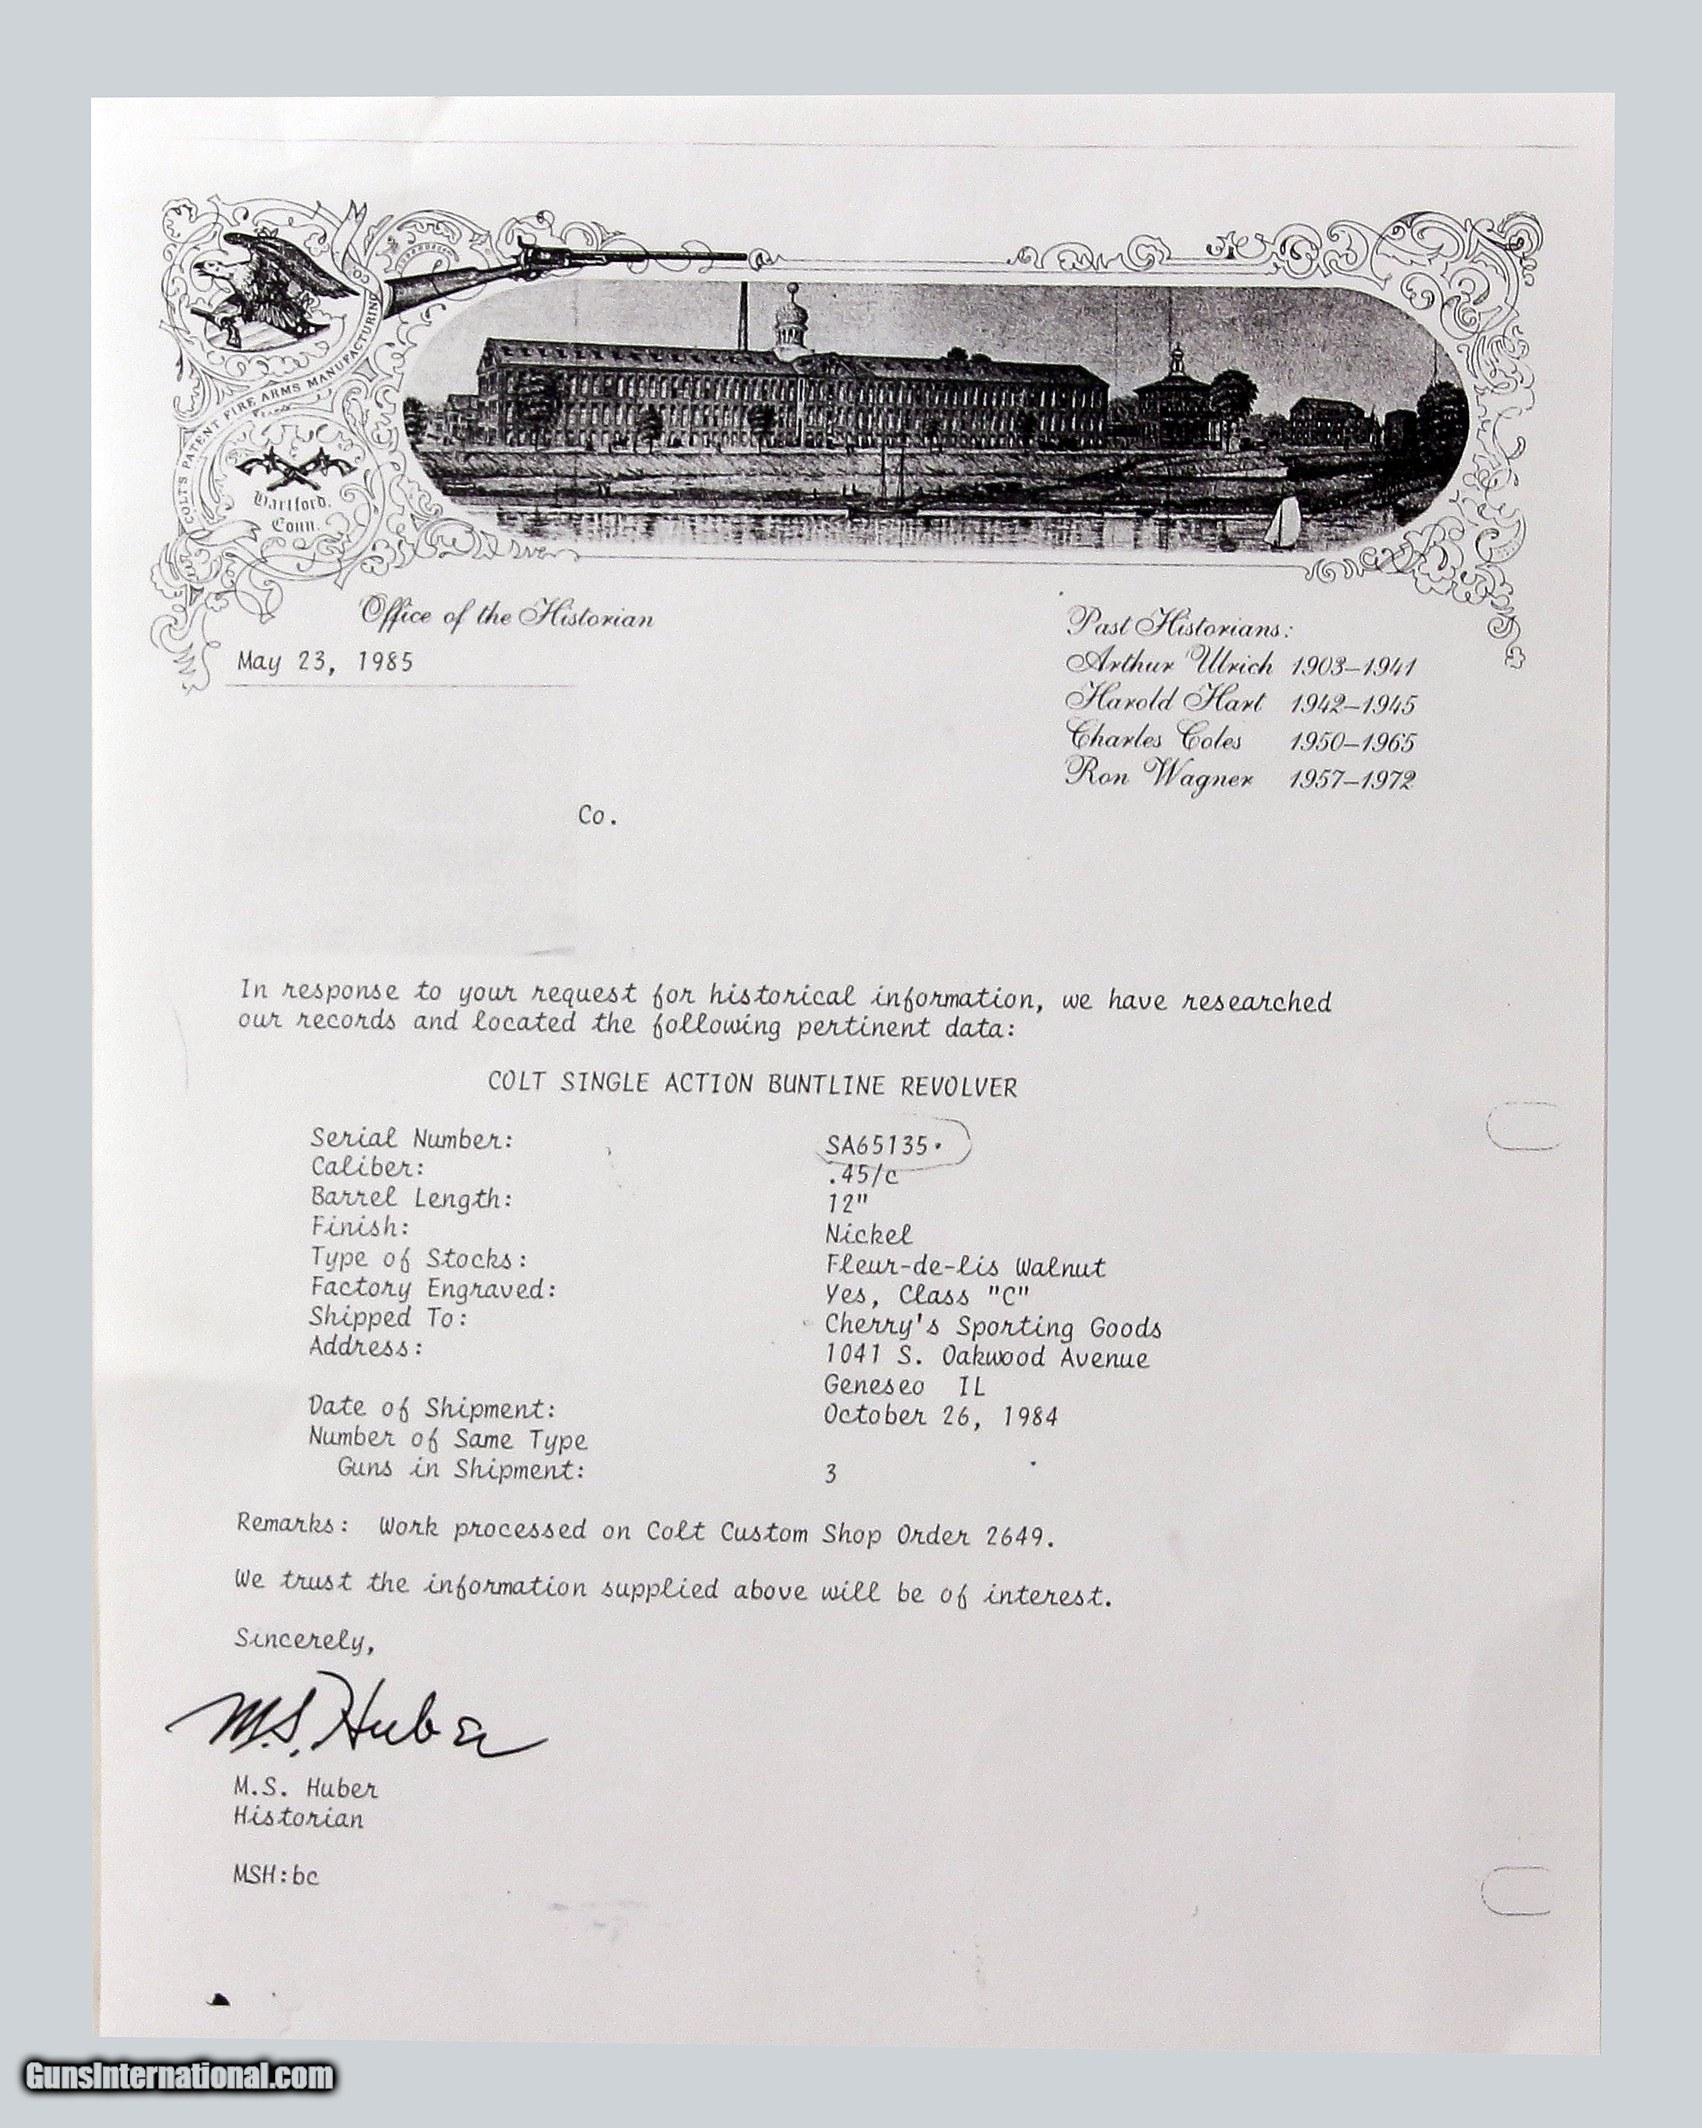 COLT'S PATENT FIRE ARMS MANUFACTURING CO.
Hartford,
Conn.
Office of the Historian
May 23, 1985
Past Historians:
Arthur Ulrich 1903–1941
Harold Hart 1942–1945
Charles Coles 1950–1965
Ron Wagner 1957–1972
Co.
In response to your request for historical information, we have researched
our records and located the following pertinent data:
COLT SINGLE ACTION BUNTLINE REVOLVER
Serial Number: SA65135.
Caliber: .45/c
Barrel Length: 12"
Finish: Nickel
Type of Stocks: Fleur-de-lis Walnut
Factory Engraved: Yes, Class "C"
Shipped To: Cherry's Sporting Goods
Address: 1041 S. Oakwood Avenue
Geneseo IL
Date of Shipment: October 26, 1984
Number of Same Type
Guns in Shipment: 3
Remarks: Work processed on Colt Custom Shop Order 2649.
We trust the information supplied above will be of interest.
Sincerely,
M.S. Huber
M.S. Huber
Historian
MSH:bc
GunsInternational.com